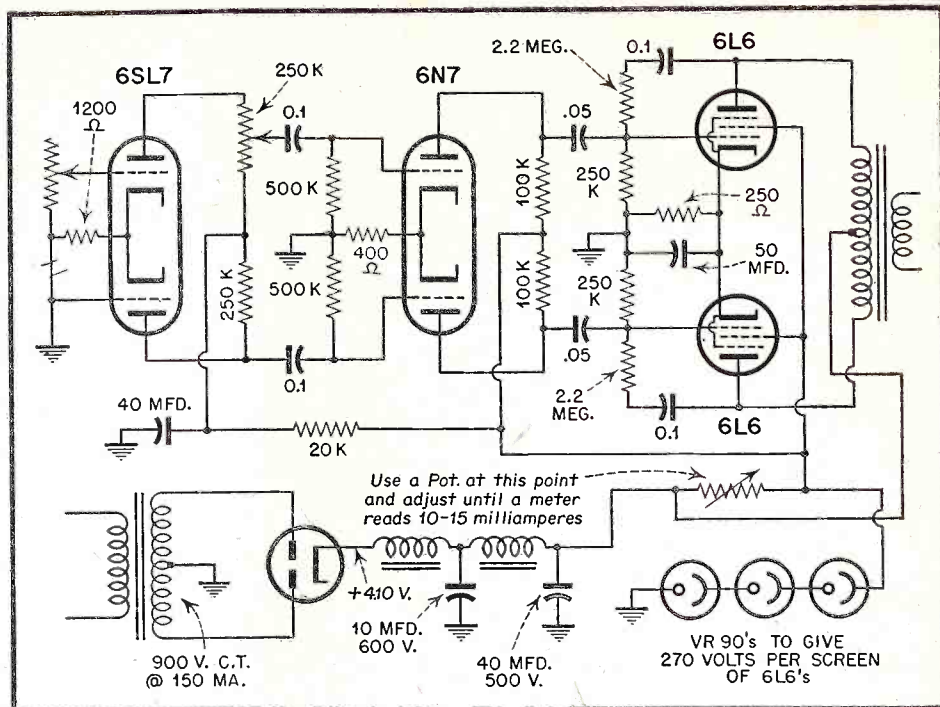 6SL7
250 K
6N7
2.2 MEG.
0.1
6L6
1200
Ω
0.1
.05
500 K
100 K
250
K
250
Ω
400
Ω
50
MFD.
250 K
500 K
100 K
250
K
0.1
.05
2.2
MEG.
0.1
6L6
40 MFD.
20 K
Use a Pot. at this point
and adjust until a meter
reads 10-15 milliamperes
+410 V.
10 MFD.
600 V.
40 MFD.
500 V.
900 V. C.T.
@ 150 MA.
VR 90's TO GIVE
270 VOLTS PER SCREEN
OF 6L6's